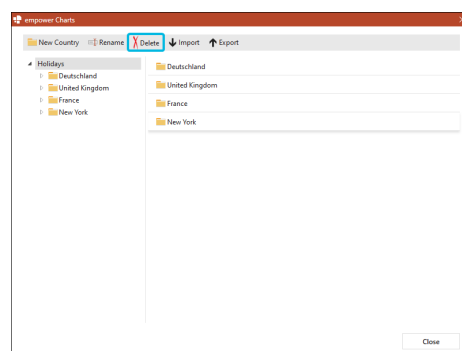 empower Charts
New Country Rename Delete Import Export
Holidays
Deutschland
United Kingdom
France
New York
Deutschland
United Kingdom
France
New York
Close